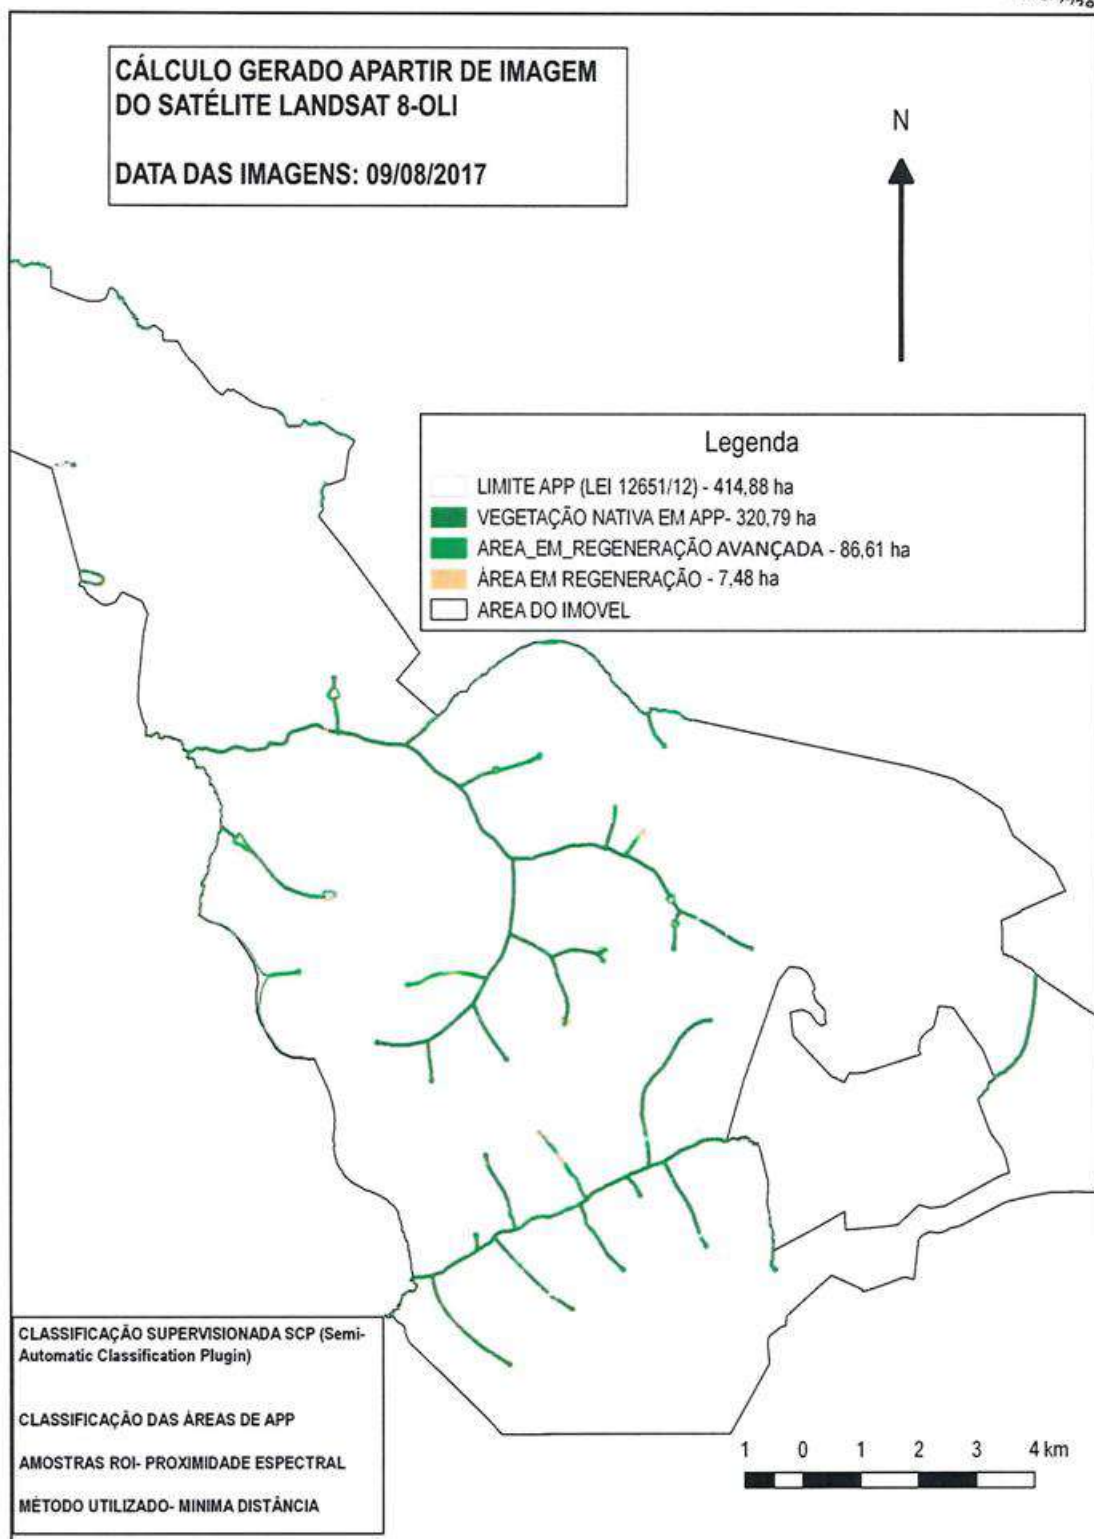 CÁLCULO GERADO APARTIR DE IMAGEM
DO SATÉLITE LANDSAT 8-OLI
DATA DAS IMAGENS: 09/08/2017
N
Legenda
LIMITE APP (LEI 12651/12) - 414,88 ha
VEGETAÇÃO NATIVA EM APP- 320,79 ha
AREA_EM_REGENERAÇÃO AVANÇADA - 86,61 ha
ÁREA EM REGENERAÇÃO - 7,48 ha
AREA DO IMOVEL
CLASSIFICAÇÃO SUPERVISIONADA SCP (Semi-
Automatic Classification Plugin)
CLASSIFICAÇÃO DAS ÁREAS DE APP
AMOSTRAS ROI- PROXIMIDADE ESPECTRAL
MÉTODO UTILIZADO- MINIMA DISTÂNCIA
1 0 1 2 3 4 km